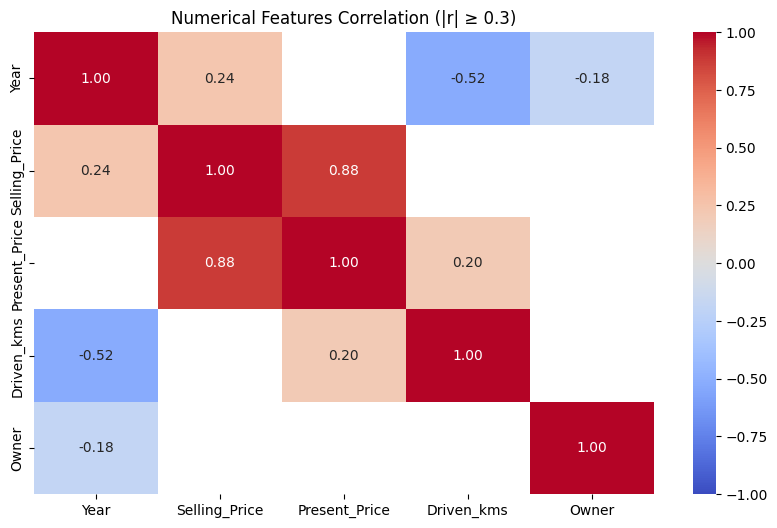 Numerical Features Correlation (|r| ≥ 0.3)
Year 1.00 0.24 -0.52 -0.18
Selling_Price 0.24 1.00 0.88
Present_Price 0.88 1.00 0.20
Driven_kms -0.52 0.20 1.00
Owner -0.18 1.00
Year Selling_Price Present_Price Driven_kms Owner
1.00
0.75
0.50
0.25
0.00
−0.25
−0.50
−0.75
−1.00